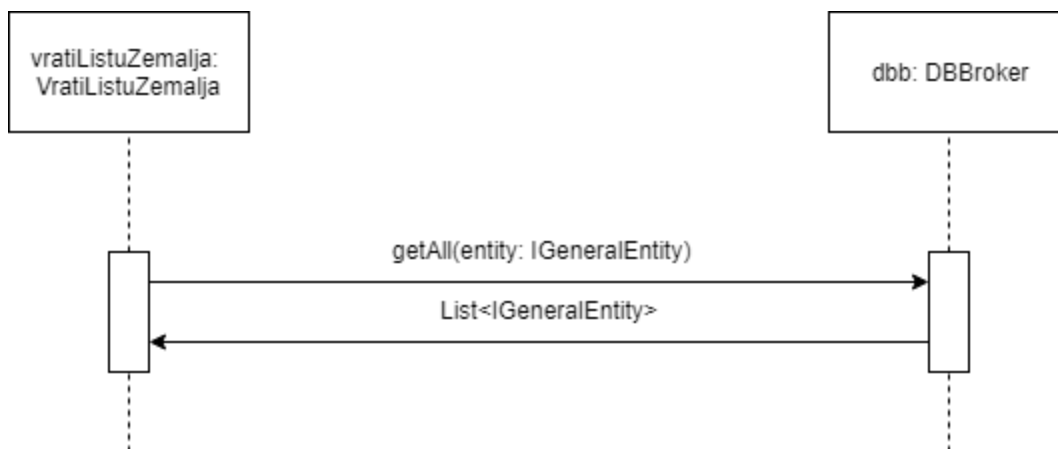 vratiListuZemalja:
VratiListuZemalja
dbb: DBBroker
getAll(entity: IGeneralEntity)
List<IGeneralEntity>